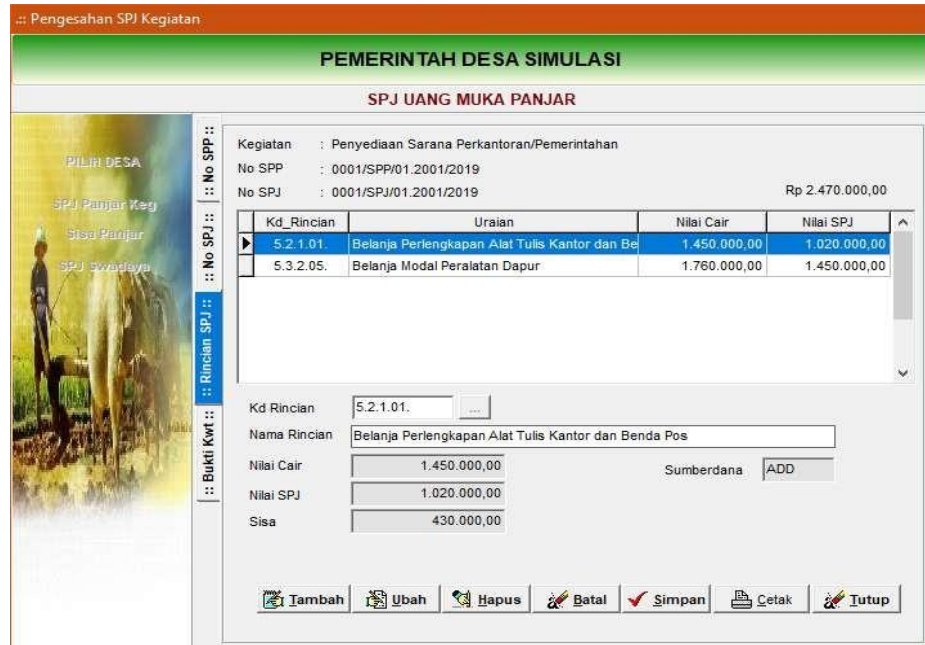 .:: Pengesahan SPJ Kegiatan
PEMERINTAH DESA SIMULASI
SPJ UANG MUKA PANJAR
PILIH DESA
SPJ Panjar Keg
Sisa Panjar
SPJ Swadaya
:: No SPP ::
:: No SPJ ::
:: Rincian SPJ ::
:: Bukti Kwt ::
Kegiatan : Penyediaan Sarana Perkantoran/Pemerintahan
No SPP : 0001/SPP/01.2001/2019
No SPJ : 0001/SPJ/01.2001/2019 Rp 2.470.000,00
Kd_Rincian Uraian Nilai Cair Nilai SPJ
5.2.1.01. Belanja Perlengkapan Alat Tulis Kantor dan Be 1.450.000,00 1.020.000,00
5.3.2.05. Belanja Modal Peralatan Dapur 1.760.000,00 1.450.000,00
Kd Rincian 5.2.1.01. ...
Nama Rincian Belanja Perlengkapan Alat Tulis Kantor dan Benda Pos
Nilai Cair 1.450.000,00 Sumberdana ADD
Nilai SPJ 1.020.000,00
Sisa 430.000,00
Tambah Ubah Hapus Batal Simpan Cetak Tutup